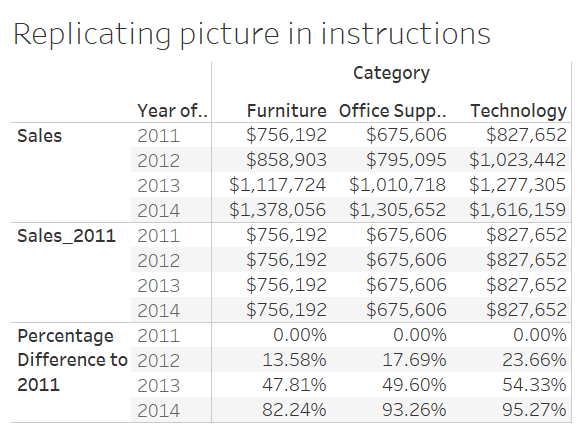 Replicating picture in instructions
Category
Year of.. Furniture Office Supp.. Technology
Sales 2011 $756,192 $675,606 $827,652
2012 $858,903 $795,095 $1,023,442
2013 $1,117,724 $1,010,718 $1,277,305
2014 $1,378,056 $1,305,652 $1,616,159
Sales_2011 2011 $756,192 $675,606 $827,652
2012 $756,192 $675,606 $827,652
2013 $756,192 $675,606 $827,652
2014 $756,192 $675,606 $827,652
Percentage 2011 0.00% 0.00% 0.00%
Difference to 2012 13.58% 17.69% 23.66%
2011 2013 47.81% 49.60% 54.33%
2014 82.24% 93.26% 95.27%